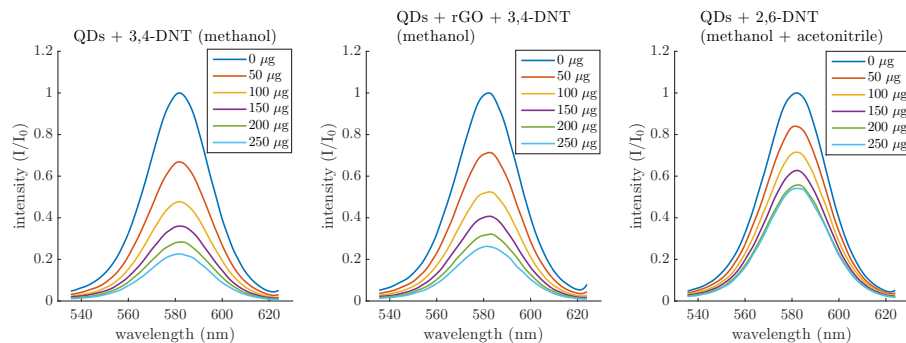 QDs + 3,4-DNT (methanol)
1.2
1
0.8
0.6
0.4
0.2
0
intensity (I/I0)
540
560
580
600
620
wavelength (nm)
0 μg
50 μg
100 μg
150 μg
200 μg
250 μg
QDs + rGO + 3,4-DNT
(methanol)
1.2
1
0.8
0.6
0.4
0.2
0
intensity (I/I0)
540
560
580
600
620
wavelength (nm)
0 μg
50 μg
100 μg
150 μg
200 μg
250 μg
QDs + 2,6-DNT
(methanol + acetonitrile)
1.2
1
0.8
0.6
0.4
0.2
0
intensity (I/I0)
540
560
580
600
620
wavelength (nm)
0 μg
50 μg
100 μg
150 μg
200 μg
250 μg